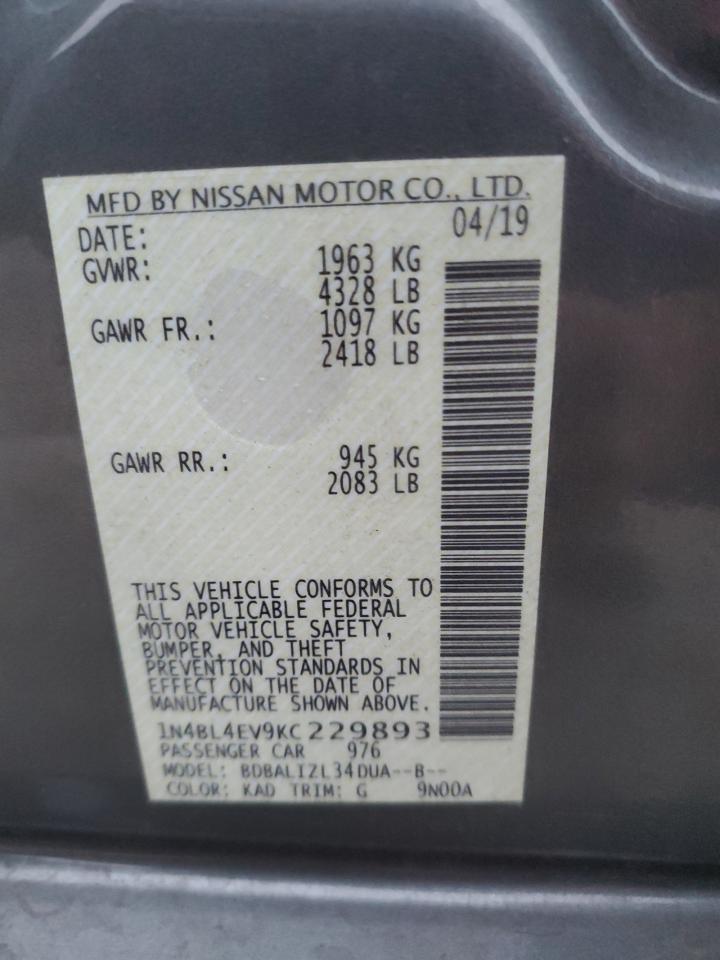 MFD BY NISSAN MOTOR CO., LTD.
DATE: 04/19
GVWR: 1963 KG
4328 LB
GAWR FR.: 1097 KG
2418 LB
GAWR RR.: 945 KG
2083 LB
THIS VEHICLE CONFORMS TO
ALL APPLICABLE FEDERAL
MOTOR VEHICLE SAFETY,
BUMPER, AND THEFT
PREVENTION STANDARDS IN
EFFECT ON THE DATE OF
MANUFACTURE SHOWN ABOVE.
1N4BL4EV9KC229893
PASSENGER CAR 976
MODEL: BDBALIZL34DUA--B--
COLOR: KAD TRIM: G 9N00A